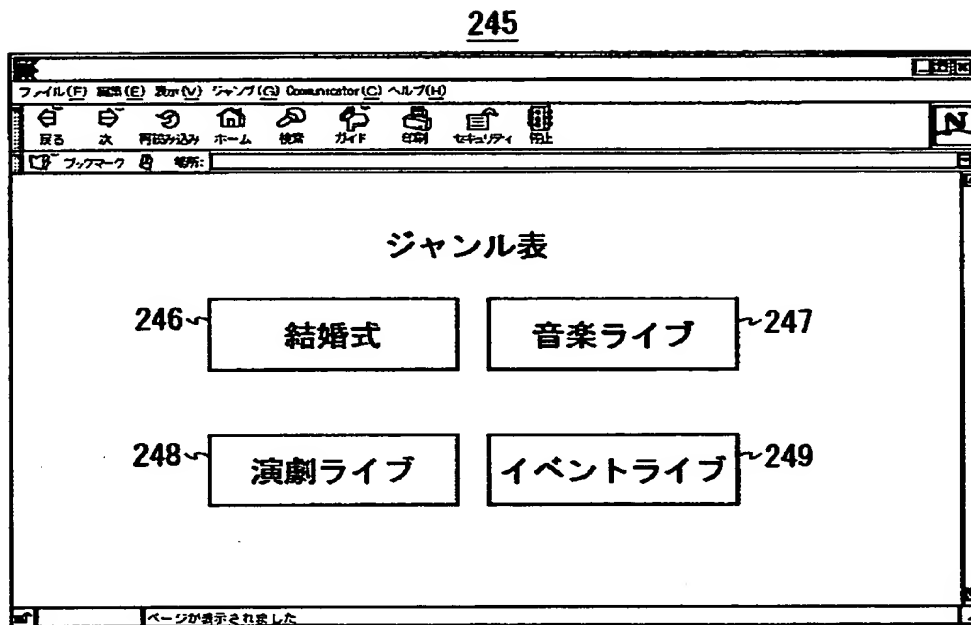 245
ファイル(F) 編集(E) 表示(V) ジャンプ(G) Communicator(C) ヘルプ(H)
戻る 次 再読み込み ホーム 検索 ガイド 印刷 セキュリティ 停止
N
ブックマーク 場所:
ジャンル表
246 結婚式 音楽ライブ 247
248 演劇ライブ イベントライブ 249
ページが表示されました